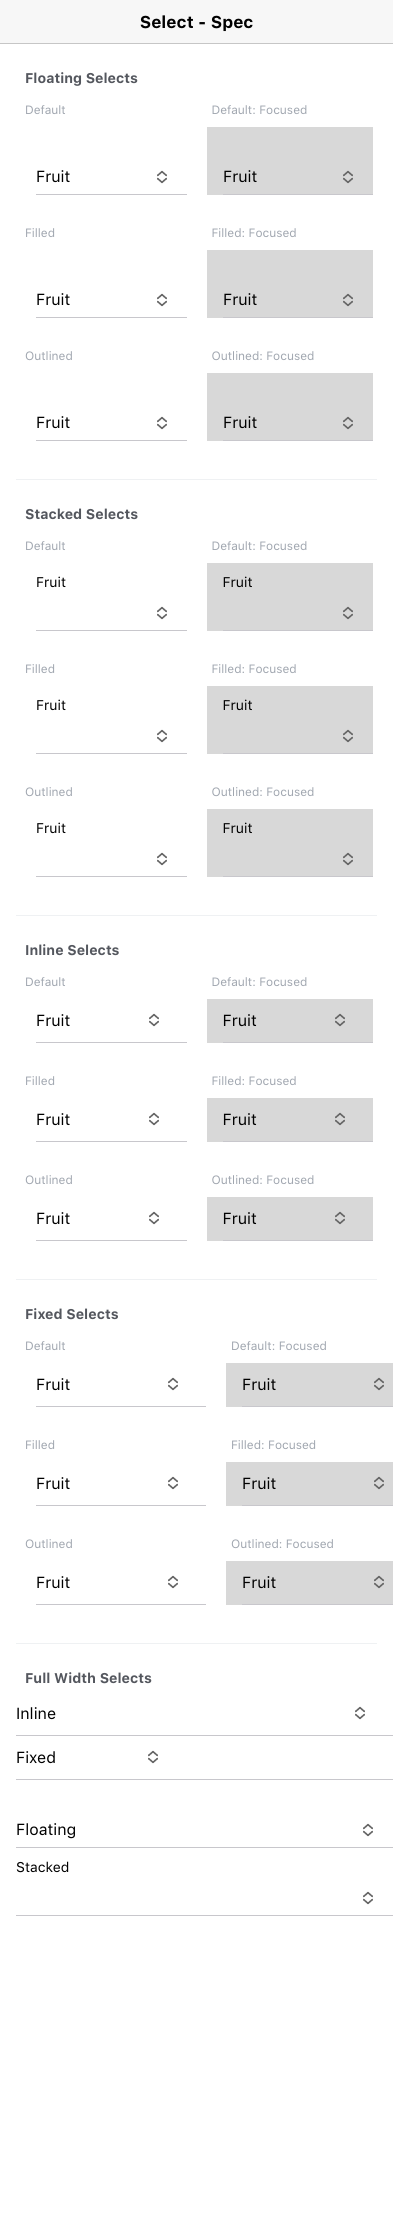 Select - Spec
Floating Selects
Default Default: Focused
Fruit Fruit
Filled Filled: Focused
Fruit Fruit
Outlined Outlined: Focused
Fruit Fruit
Stacked Selects
Default Default: Focused
Fruit Fruit
Filled Filled: Focused
Fruit Fruit
Outlined Outlined: Focused
Fruit Fruit
Inline Selects
Default Default: Focused
Fruit Fruit
Filled Filled: Focused
Fruit Fruit
Outlined Outlined: Focused
Fruit Fruit
Fixed Selects
Default Default: Focused
Fruit Fruit
Filled Filled: Focused
Fruit Fruit
Outlined Outlined: Focused
Fruit Fruit
Full Width Selects
Inline
Fixed
Floating
Stacked